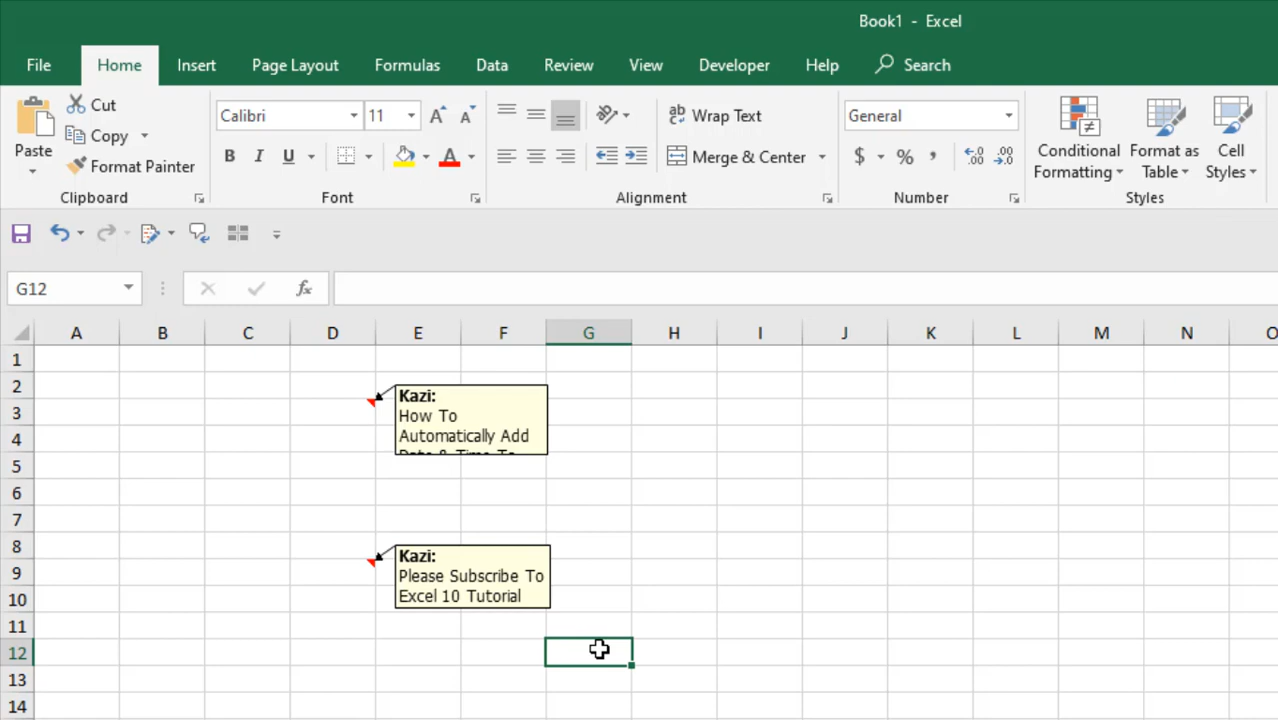 Book1 - Excel
File Home Insert Page Layout Formulas Data Review View Developer Help Search
Paste
Cut
Copy
Format Painter
Clipboard
Calibri 11
B I U A
Font
Wrap Text
Merge & Center
Alignment
General
$ % ,
Number
Conditional Formatting
Format as Table
Cell Styles
Styles
G12 fx
A B C D E F G H I J K L M N O
1
2
3
4
5
6
7
8
9
10
11
12
13
14
Kazi:
How To
Automatically Add
Date & Time To
Kazi:
Please Subscribe To
Excel 10 Tutorial